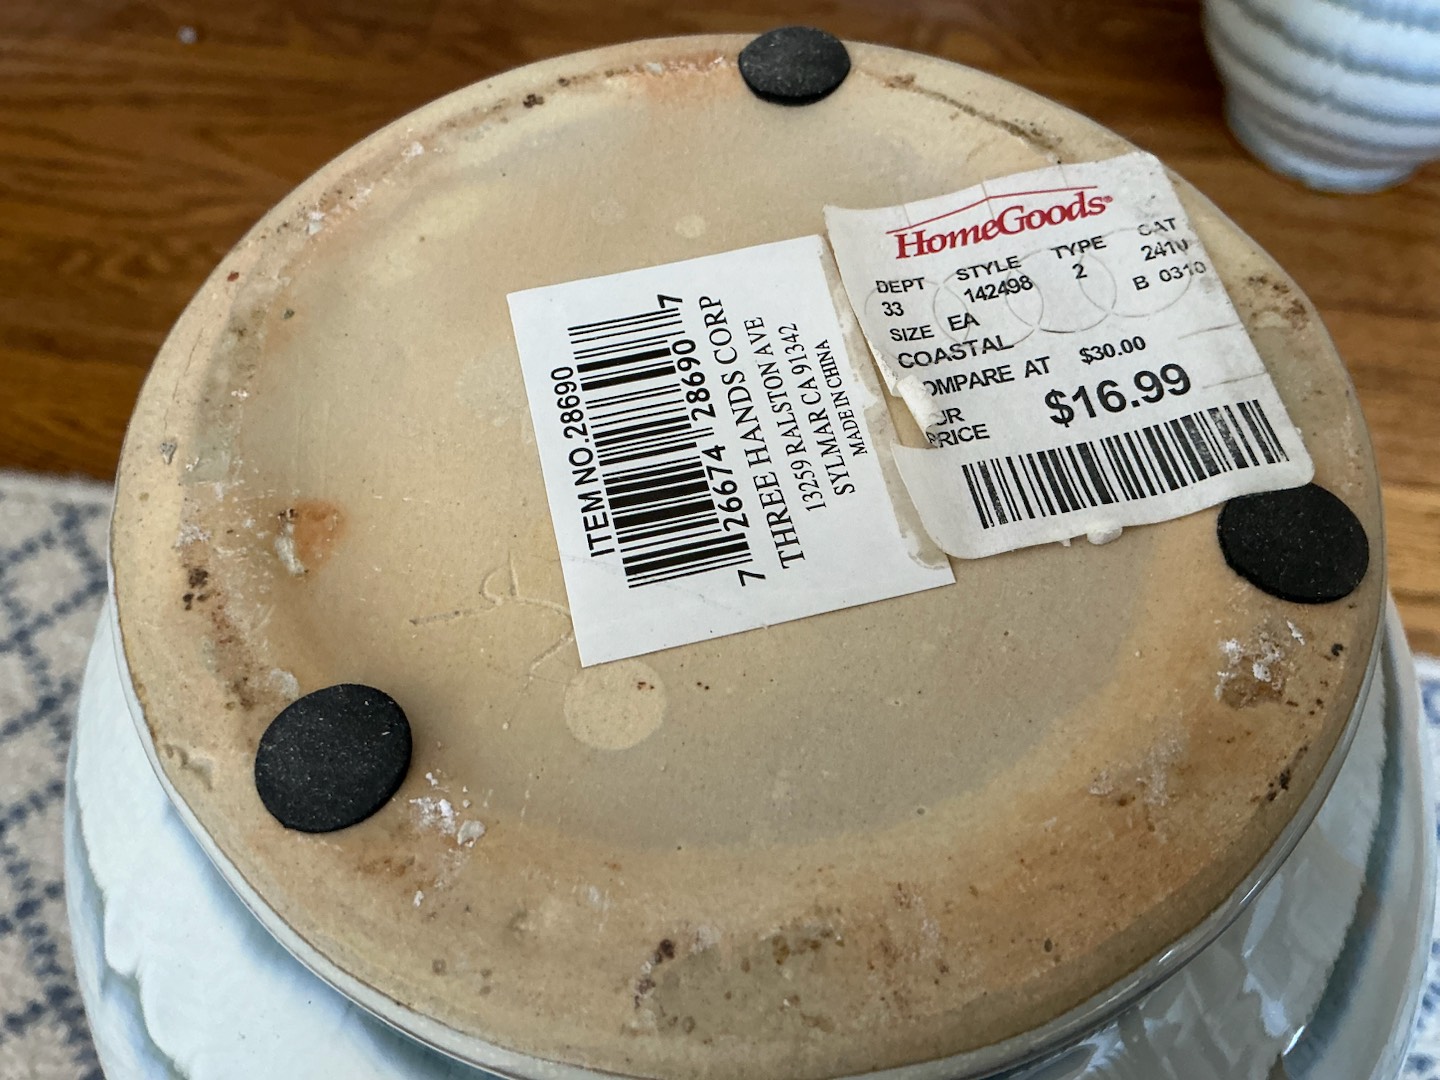 ITEM NO.28690
7 26674 28690 7
THREE HANDS CORP
13259 RALSTON AVE
SYLMAR CA 91342
MADE IN CHINA
HomeGoods®
DEPT STYLE TYPE CAT
33 142498 2 2410
SIZE EA B 0310
COASTAL
OMPARE AT $30.00
UR
PRICE $16.99